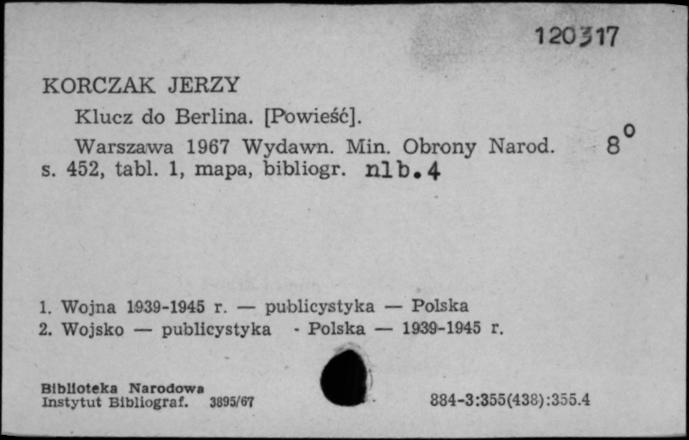 120317
KORCZAK JERZY
Klucz do Berlina. [Powieść].
Warszawa 1967 Wydawn. Min. Obrony Narod. 8°
s. 452, tabl. 1, mapa, bibliogr. nlb.4
1. Wojna 1939-1945 r. — publicystyka — Polska
2. Wojsko — publicystyka - Polska — 1939-1945 r.
Biblioteka Narodowa
Instytut Bibliograf. 3895/67 884-3:355(438):355.4